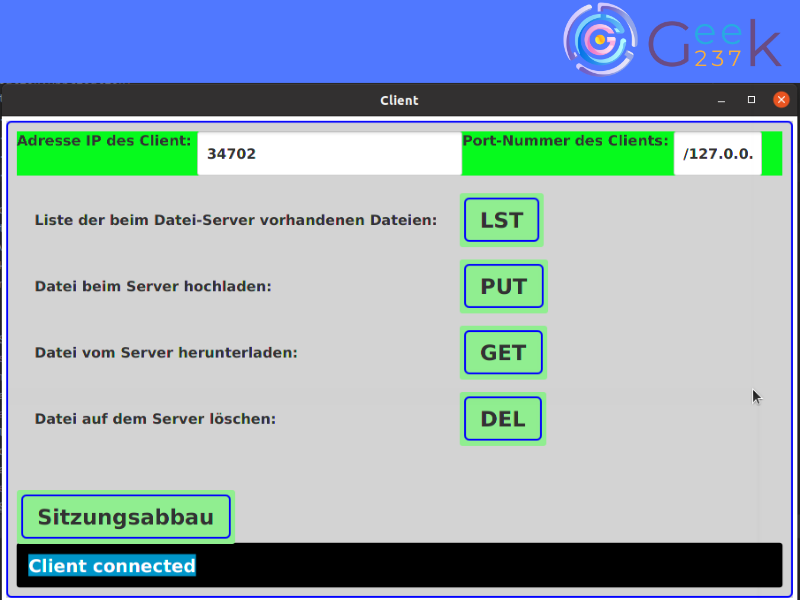 Geek
237
Client
Adresse IP des Client: 34702 Port-Nummer des Clients: /127.0.0.
Liste der beim Datei-Server vorhandenen Dateien: LST
Datei beim Server hochladen: PUT
Datei vom Server herunterladen: GET
Datei auf dem Server löschen: DEL
Sitzungsabbau
Client connected